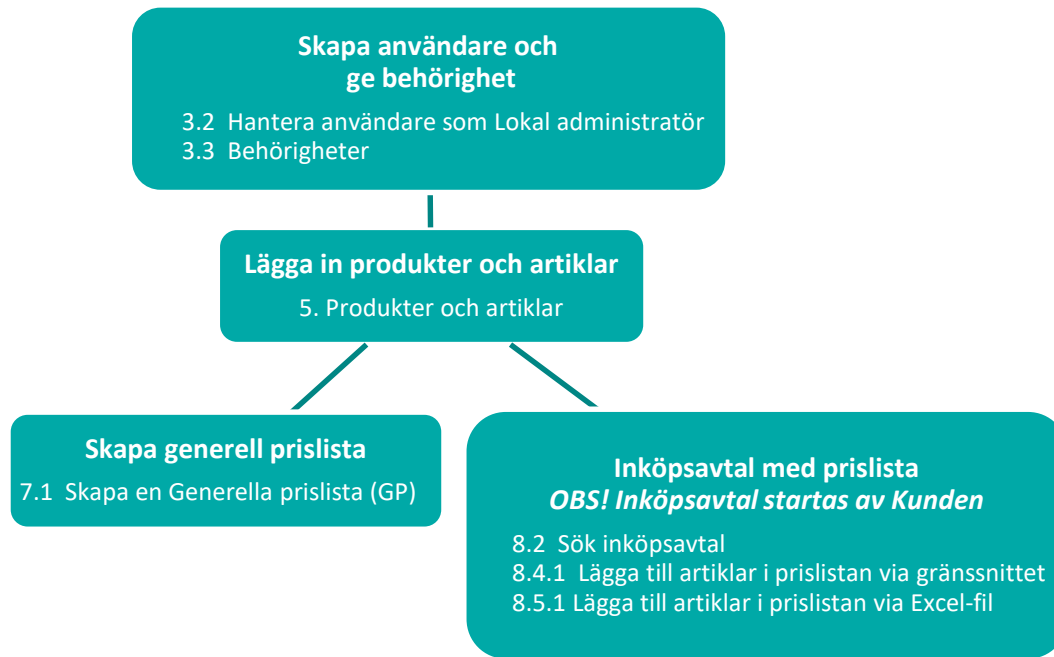 Skapa användare och
ge behörighet
3.2 Hantera användare som Lokal administratör
3.3 Behörigheter
Lägga in produkter och artiklar
5. Produkter och artiklar
Skapa generell prislista
7.1 Skapa en Generella prislista (GP)
Inköpsavtal med prislista
OBS! Inköpsavtal startas av Kunden
8.2 Sök inköpsavtal
8.4.1 Lägga till artiklar i prislistan via gränssnittet
8.5.1 Lägga till artiklar i prislistan via Excel-fil